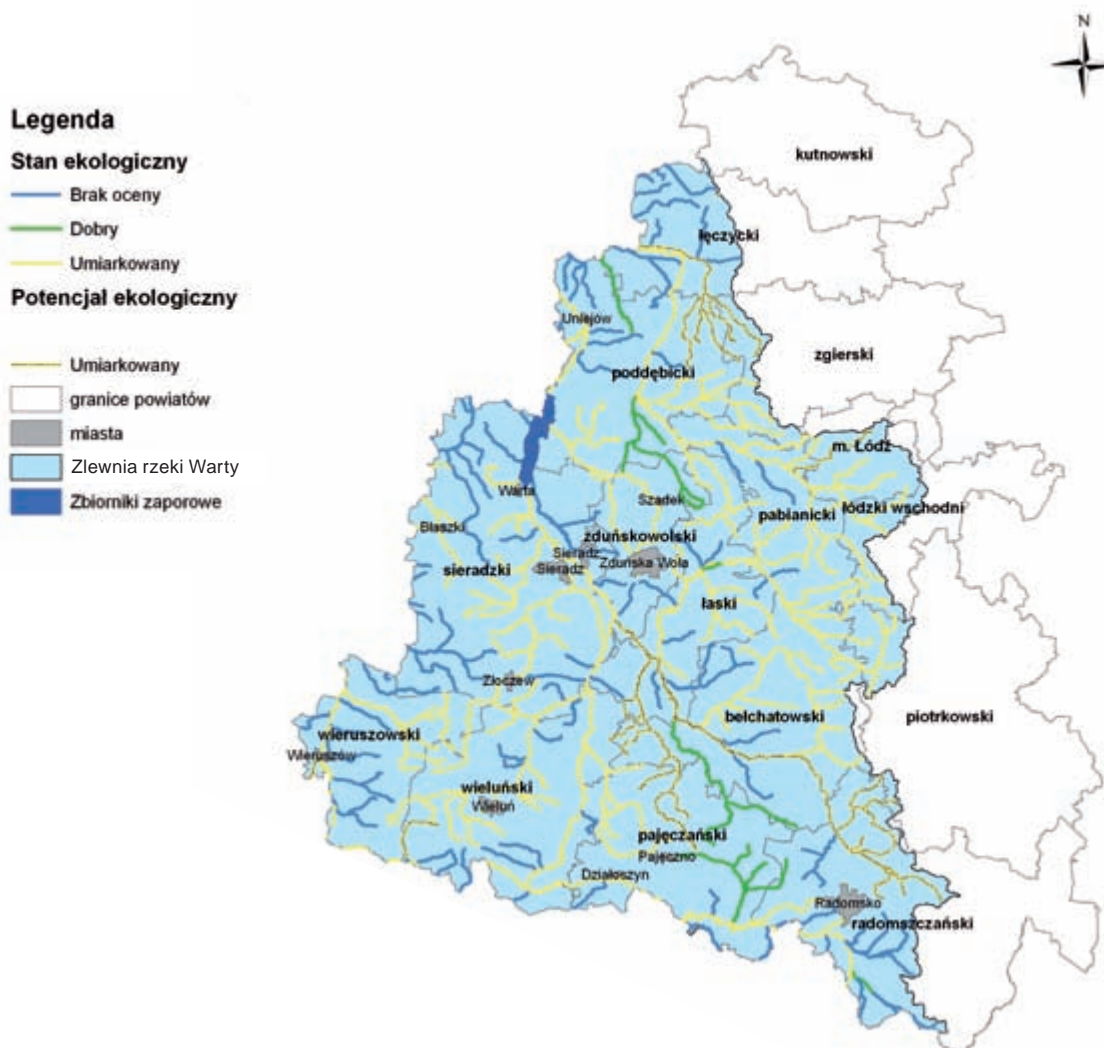 N
Legenda
Stan ekologiczny
Brak oceny
Dobry
Umiarkowany
Potencjał ekologiczny
Umiarkowany
granice powiatów
miasta
Zlewnia rzeki Warty
Zbiorniki zaporowe
kutnowski
łęczycki
Uniejów
zgierski
poddębicki
m. Łódź
Warta
Szadek
pabianicki
łódzki wschodni
Błaszki
zduńskowolski
Sieradz
sieradzki
Sieradz
Zduńska Wola
łaski
Złoczew
bełchatowski
piotrkowski
wieruszowski
Wieruszów
wieluński
Wieluń
pajęczański
Pajęczno
Działoszyn
Radomsko
radomszczański